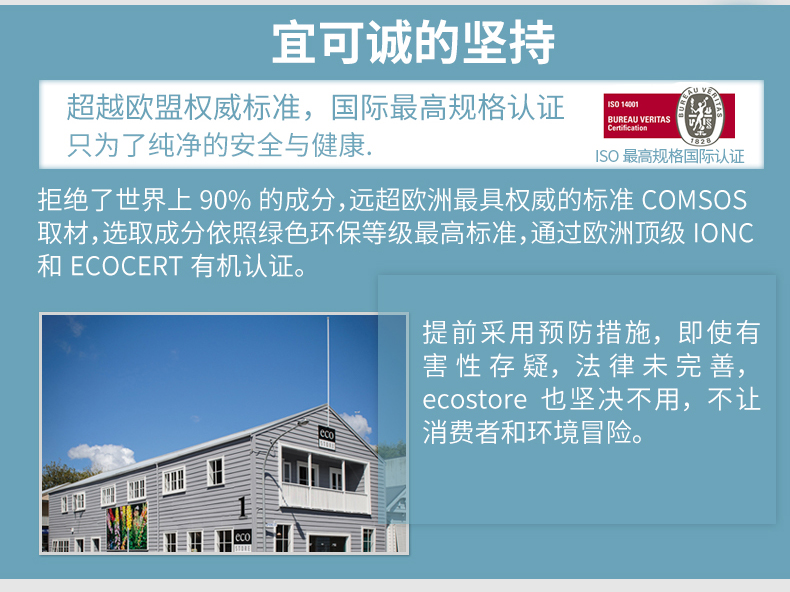 宜可诚的坚持
超越欧盟权威标准，国际最高规格认证
只为了纯净的安全与健康.
ISO 14001
BUREAU VERITAS
Certification
BUREAU VERITAS
1828
ISO 最高规格国际认证
拒绝了世界上 90% 的成分，远超欧洲最具权威的标准 COMSOS
取材，选取成分依照绿色环保等级最高标准，通过欧洲顶级 IONC
和 ECOCERT 有机认证。
提前采用预防措施，即使有
害性存疑，法律未完善，
ecostore 也坚决不用，不让
消费者和环境冒险。
eco
STORE
1
eco
STORE